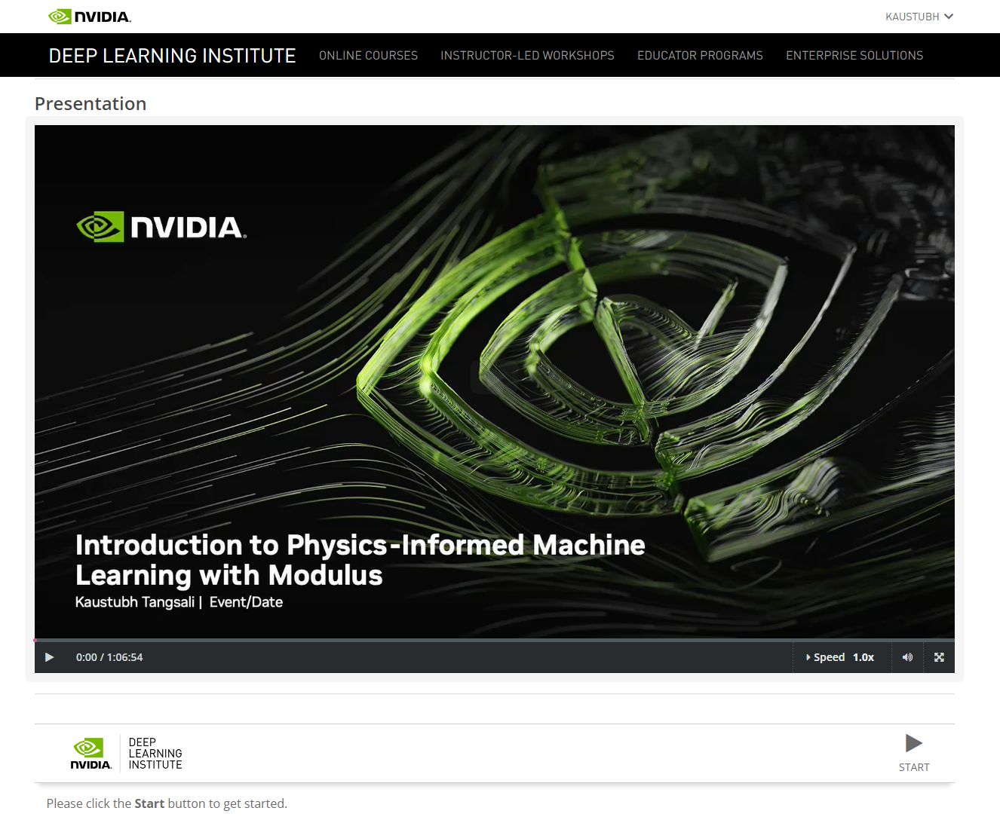 NVIDIA.
KAUSTUBH
DEEP LEARNING INSTITUTE ONLINE COURSES INSTRUCTOR-LED WORKSHOPS EDUCATOR PROGRAMS ENTERPRISE SOLUTIONS
Presentation
NVIDIA.
Introduction to Physics-Informed Machine
Learning with Modulus
Kaustubh Tangsali | Event/Date
0:00 / 1:06:54 Speed 1.0x
NVIDIA.
DEEP
LEARNING
INSTITUTE
START
Please click the Start button to get started.